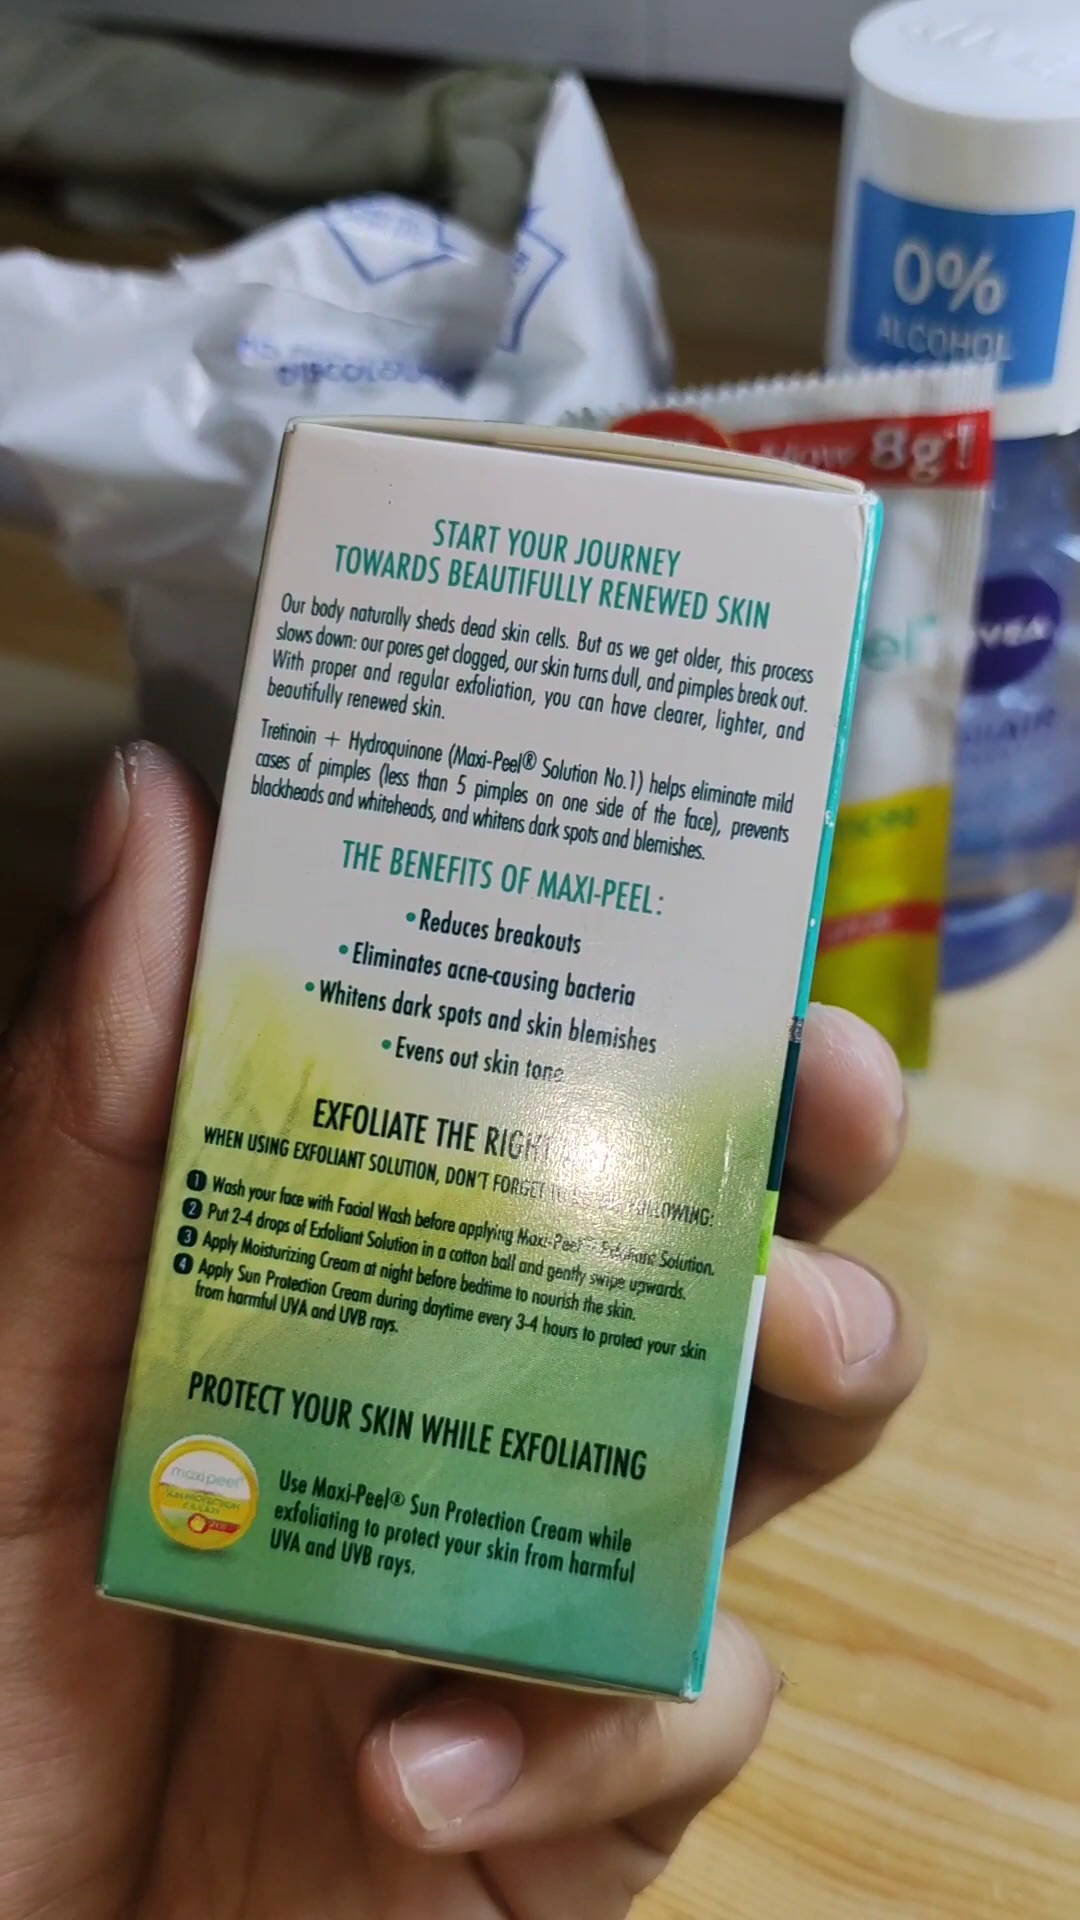 0%
ALCOHOL
Now 8g!
START YOUR JOURNEY
TOWARDS BEAUTIFULLY RENEWED SKIN
Our body naturally sheds dead skin cells. But as we get older, this process
slows down: our pores get clogged, our skin turns dull, and pimples break out.
With proper and regular exfoliation, you can have clearer, lighter, and
beautifully renewed skin.
Tretinoin + Hydroquinone (Maxi-Peel® Solution No.1) helps eliminate mild
cases of pimples (less than 5 pimples on one side of the face), prevents
blackheads and whiteheads, and whitens dark spots and blemishes.
THE BENEFITS OF MAXI-PEEL:
• Reduces breakouts
• Eliminates acne-causing bacteria
• Whitens dark spots and skin blemishes
• Evens out skin tone
EXFOLIATE THE RIGHT
WHEN USING EXFOLIANT SOLUTION, DON'T FORGET FOLLOWING:
1 Wash your face with Facial Wash before applying Maxi-Peel® Exfoliant Solution.
2 Put 2-4 drops of Exfoliant Solution in a cotton ball and gently swipe upwards.
3 Apply Moisturizing Cream at night before bedtime to nourish the skin.
4 Apply Sun Protection Cream during daytime every 3-4 hours to protect your skin
from harmful UVA and UVB rays.
PROTECT YOUR SKIN WHILE EXFOLIATING
maxi-peel
SUN PROTECTION
CREAM
Use Maxi-Peel® Sun Protection Cream while
exfoliating to protect your skin from harmful
UVA and UVB rays.